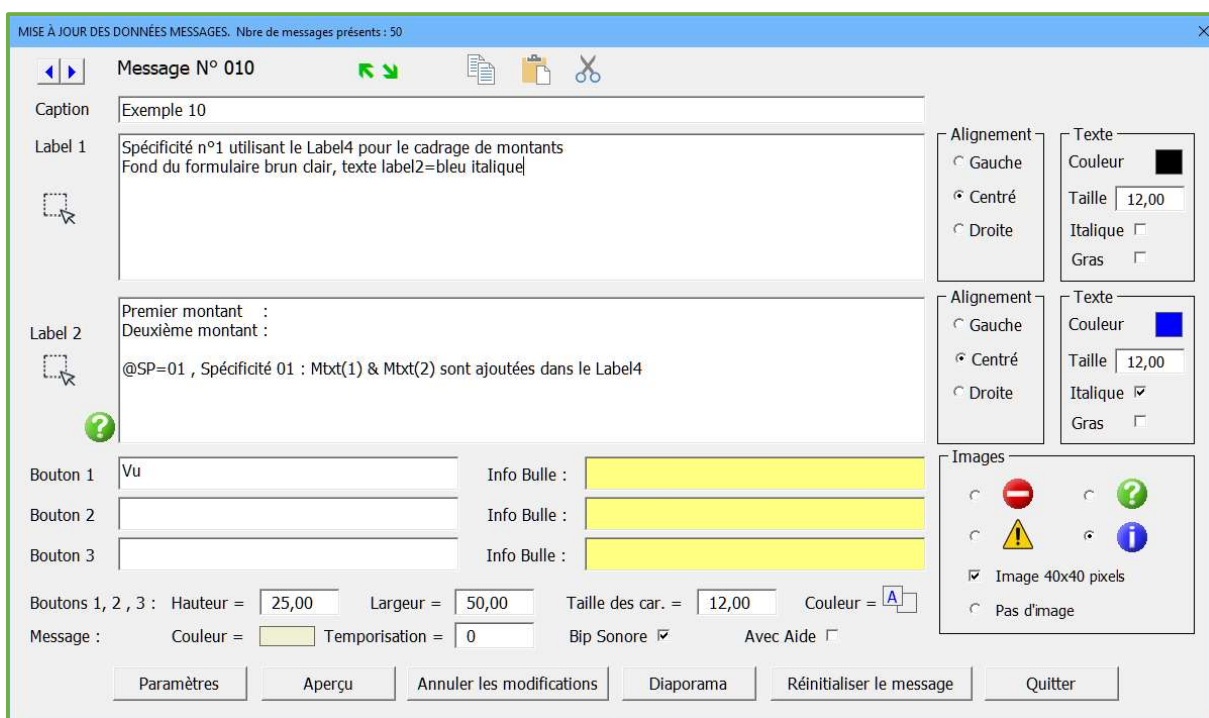 MISE À JOUR DES DONNÉES MESSAGES. Nbre de messages présents : 50
Message N° 010
Caption
Exemple 10
Label 1
Spécificité n°1 utilisant le Label4 pour le cadrage de montants
Fond du formulaire brun clair, texte label2=bleu italique
Alignement
Gauche
Centré
Droite
Texte
Couleur
Taille 12,00
Italique
Gras
Label 2
Premier montant :
Deuxième montant :
@SP=01 , Spécificité 01 : Mtxt(1) & Mtxt(2) sont ajoutées dans le Label4
Alignement
Gauche
Centré
Droite
Texte
Couleur
Taille 12,00
Italique
Gras
Bouton 1 Vu Info Bulle :
Bouton 2 Info Bulle :
Bouton 3 Info Bulle :
Images
Image 40x40 pixels
Pas d'image
Boutons 1, 2 , 3 : Hauteur = 25,00 Largeur = 50,00 Taille des car. = 12,00 Couleur = A
Message : Couleur = Temporisation = 0 Bip Sonore Avec Aide
Paramètres Aperçu Annuler les modifications Diaporama Réinitialiser le message Quitter